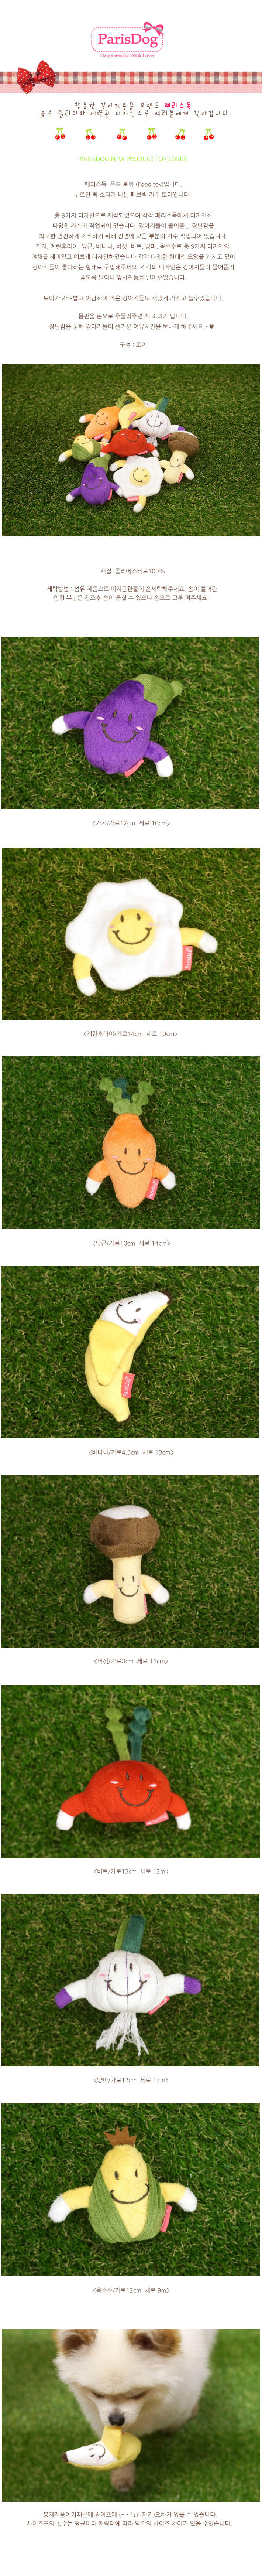 ParisDog
Happiness for Pet & Lover
행복한 강아지용품 브랜드 패리스독
높은 퀄리티와 세련된 디자인으로 여러분에게 찾아갑니다.
-PARISDOG NEW PRODUCT FOR LOVER-
패리스독 푸드 토이 (Food toy)입니다.
누르면 삑 소리가 나는 패브릭 자수 토이입니다.
총 9가지 디자인으로 제작되었으며 각각 패리스독에서 디자인한
다양한 자수가 작업되어 있습니다. 강아지들이 물어뜯는 장난감을
최대한 안전하게 제작하기 위해 전면에 모든 부분이 자수 작업되어 있습니다.
가지, 계란후라이, 당근, 바나나, 버섯, 비트, 양파, 옥수수로 총 9가지 디자인의
야채를 재미있고 예쁘게 디자인하였습니다.각각 다양한 형태의 모양을 가지고 있어
강아지들이 좋아하는 형태로 구입해주세요. 각각의 디자인은 강아지들이 물어뜯기
좋도록 팔이나 잎사귀등을 달아주었습니다.
토이가 가벼웁고 아담하여 작은 강아지들도 재밌게 가지고 놀수있습니다.
몸판을 손으로 주물러주면 삑 소리가 납니다.
장난감을 통해 강아지들이 즐거운 여유시간을 보내게 해주세요.~♥
구성 : 토이
재질 :폴리에스테르100%
세탁방법 : 섬유 제품으로 미지근한물에 손세탁해주세요. 솜이 들어간
인형 부분은 건조후 솜이 뭉칠 수 있으니 손으로 고루 펴주세요.
<가지/가로12cm 세로 10cm>
<계란후라이/가로14cm 세로 10cm>
<당근/가로10cm 세로 14cm>
<바나나/가로4.5cm 세로 13cm>
<버섯/가로8cm 세로 11cm>
<비트/가로13cm 세로 12m>
<양파/가로12cm 세로 13m>
<옥수수/가로12cm 세로 9m>
봉제제품이기때문에 싸이즈에 (+ - 1cm까지)오차가 있을 수 있습니다.
사이즈표의 칫수는 평균이며 캐릭터에 따라 약간의 사이즈 차이가 있을 수있습니다.